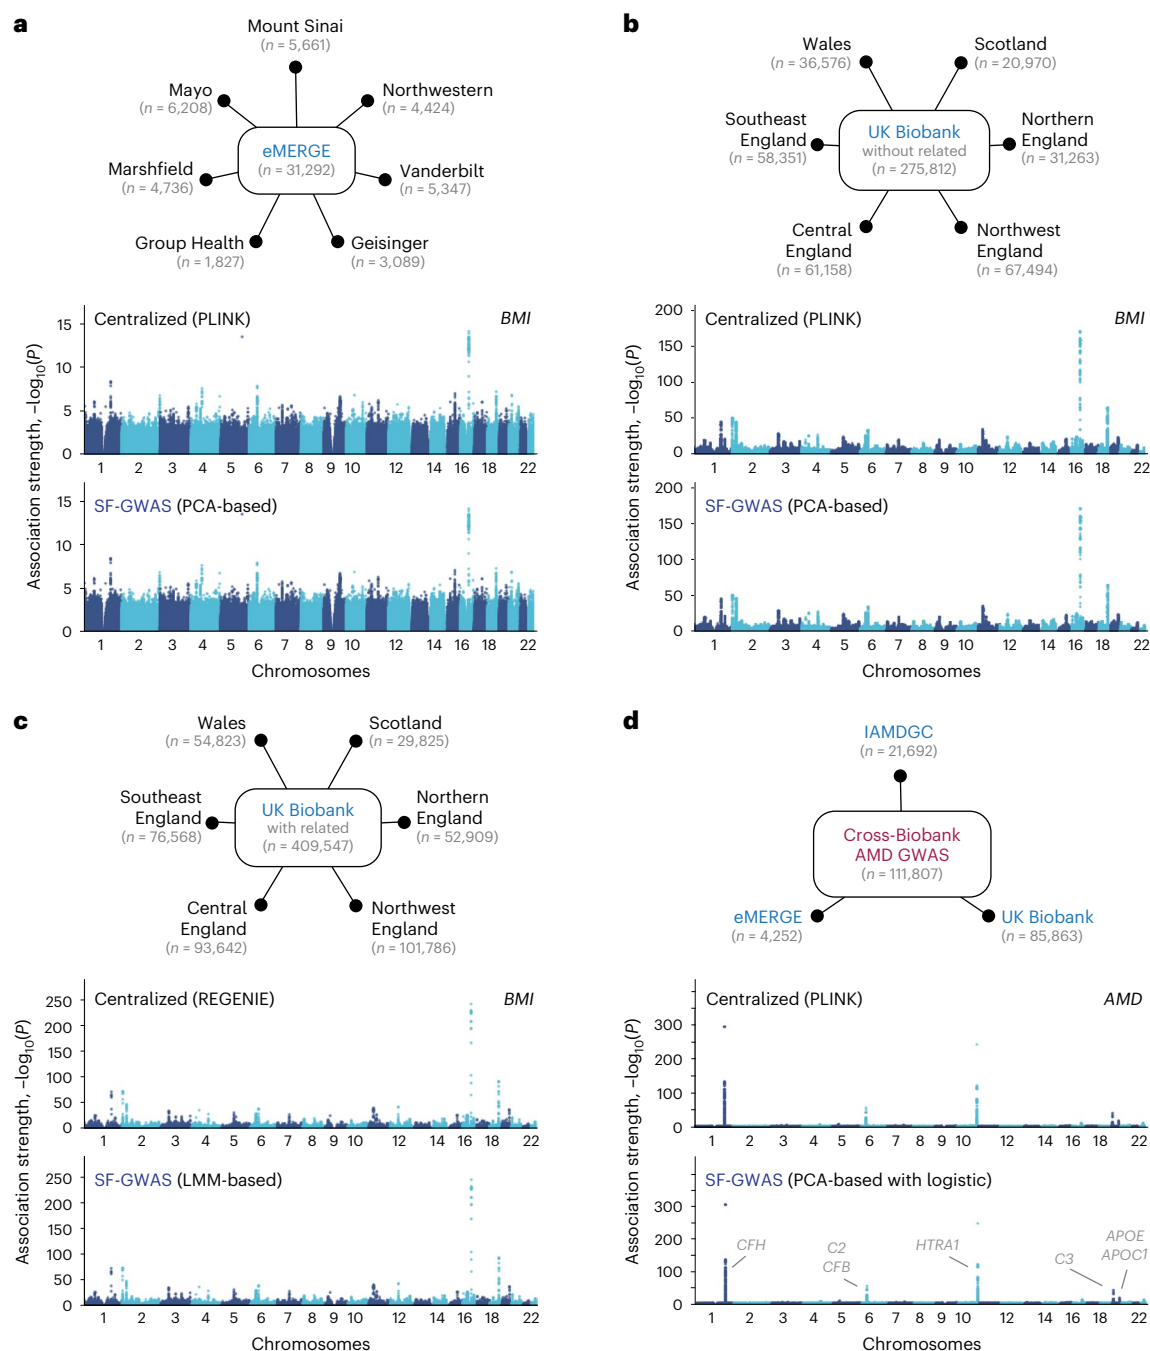 a
Mount Sinai
(n = 5,661)
Mayo
(n = 6,208)
Northwestern
(n = 4,424)
eMERGE
(n = 31,292)
Marshfield
(n = 4,736)
Vanderbilt
(n = 5,347)
Group Health
(n = 1,827)
Geisinger
(n = 3,089)
Association strength, –log10(P)
Centralized (PLINK)
BMI
15
10
5
0
1 2 3 4 5 6 7 8 9 10 12 14 16 18 22
SF-GWAS (PCA-based)
15
10
5
0
1 2 3 4 5 6 7 8 9 10 12 14 16 18 22
Chromosomes
b
Wales
(n = 36,576)
Scotland
(n = 20,970)
Southeast
England
(n = 58,351)
UK Biobank
without related
(n = 275,812)
Northern
England
(n = 31,263)
Central
England
(n = 61,158)
Northwest
England
(n = 67,494)
Association strength, –log10(P)
Centralized (PLINK)
BMI
200
150
100
50
0
1 2 3 4 5 6 7 8 9 10 12 14 16 18 22
SF-GWAS (PCA-based)
200
150
100
50
0
1 2 3 4 5 6 7 8 9 10 12 14 16 18 22
Chromosomes
c
Wales
(n = 54,823)
Scotland
(n = 29,825)
Southeast
England
(n = 76,568)
UK Biobank
with related
(n = 409,547)
Northern
England
(n = 52,909)
Central
England
(n = 93,642)
Northwest
England
(n = 101,786)
Association strength, –log10(P)
Centralized (REGENIE)
BMI
250
200
150
100
50
0
1 2 3 4 5 6 7 8 9 10 12 14 16 18 22
SF-GWAS (LMM-based)
250
200
150
100
50
0
1 2 3 4 5 6 7 8 9 10 12 14 16 18 22
Chromosomes
d
IAMDGC
(n = 21,692)
Cross-Biobank
AMD GWAS
(n = 111,807)
eMERGE
(n = 4,252)
UK Biobank
(n = 85,863)
Association strength, –log10(P)
Centralized (PLINK)
AMD
300
200
100
0
1 2 3 4 5 6 7 8 9 10 12 14 16 18 22
SF-GWAS (PCA-based with logistic)
300
200
100
0
CFH
C2
CFB
HTRA1
C3
APOE
APOC1
1 2 3 4 5 6 7 8 9 10 12 14 16 18 22
Chromosomes